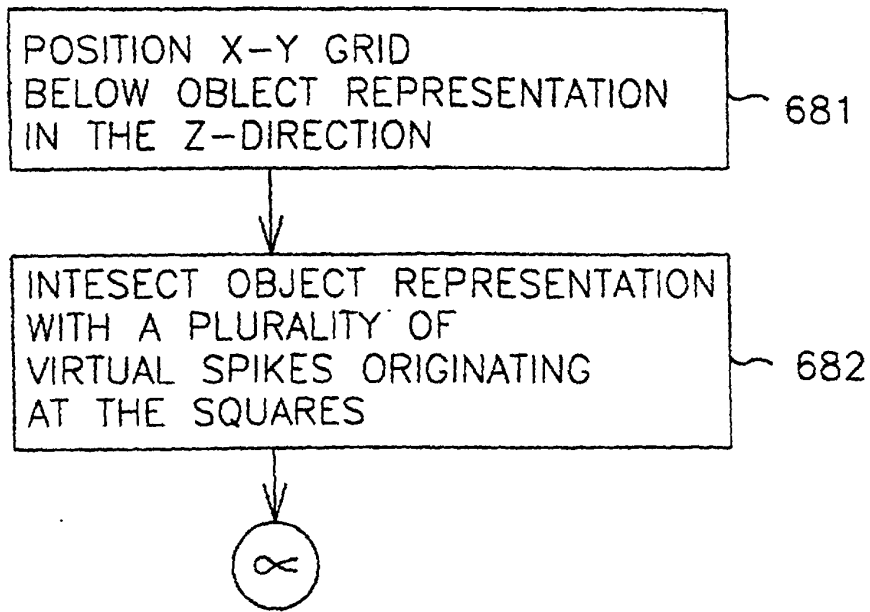 POSITION X-Y GRID
BELOW OBLECT REPRESENTATION
IN THE Z-DIRECTION
681
INTESECT OBJECT REPRESENTATION
WITH A PLURALITY OF
VIRTUAL SPIKES ORIGINATING
AT THE SQUARES
682
∝